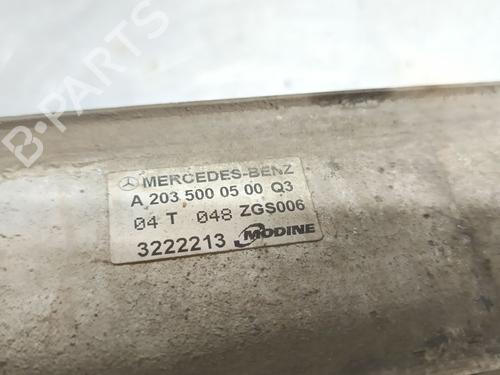 B-PARTS
MERCEDES-BENZ
A 203 500 05 00 Q3
04 T 048 ZGS006
3222213 MODINE